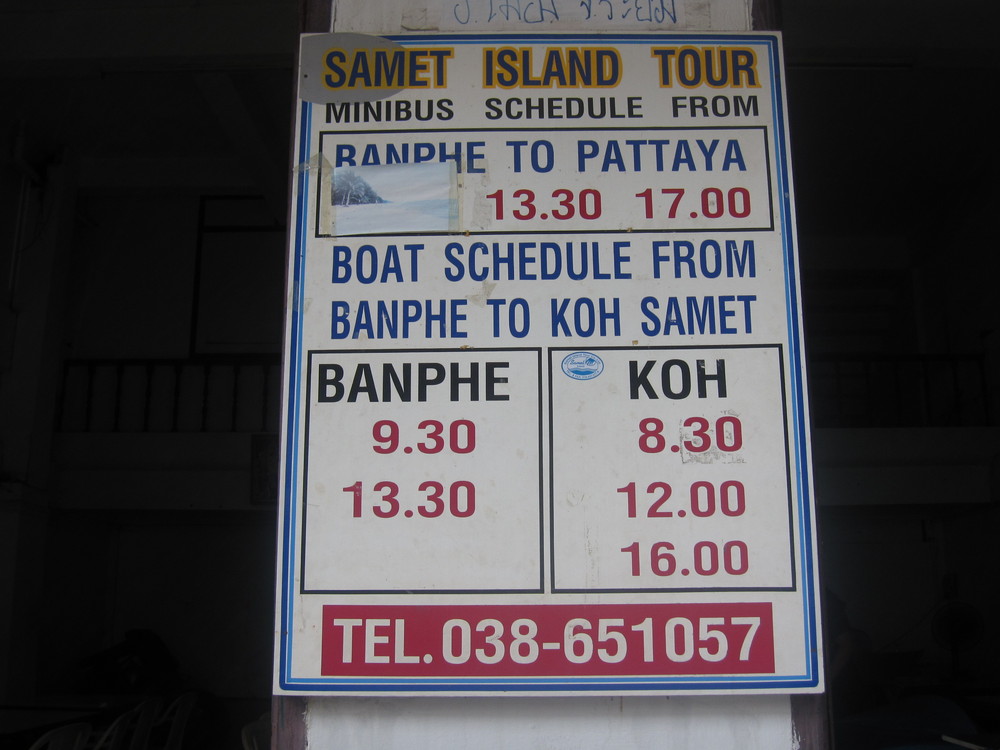 SAMET ISLAND TOUR
MINIBUS SCHEDULE FROM
BANPHE TO PATTAYA
13.30 17.00
BOAT SCHEDULE FROM
BANPHE TO KOH SAMET
BANPHE
9.30
13.30
KOH
8.30
12.00
16.00
TEL.038-651057